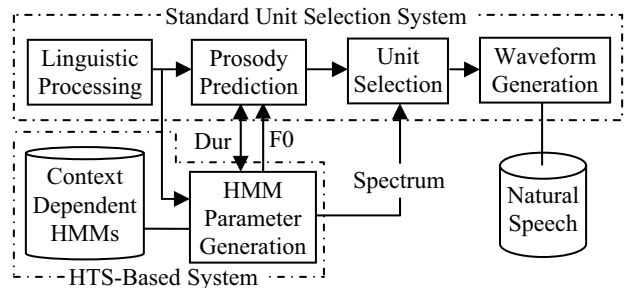 Standard Unit Selection System
Linguistic
Processing
Prosody
Prediction
Unit
Selection
Waveform
Generation
Dur
F0
Context
Dependent
HMMs
HMM
Parameter
Generation
Spectrum
Natural
Speech
HTS-Based System